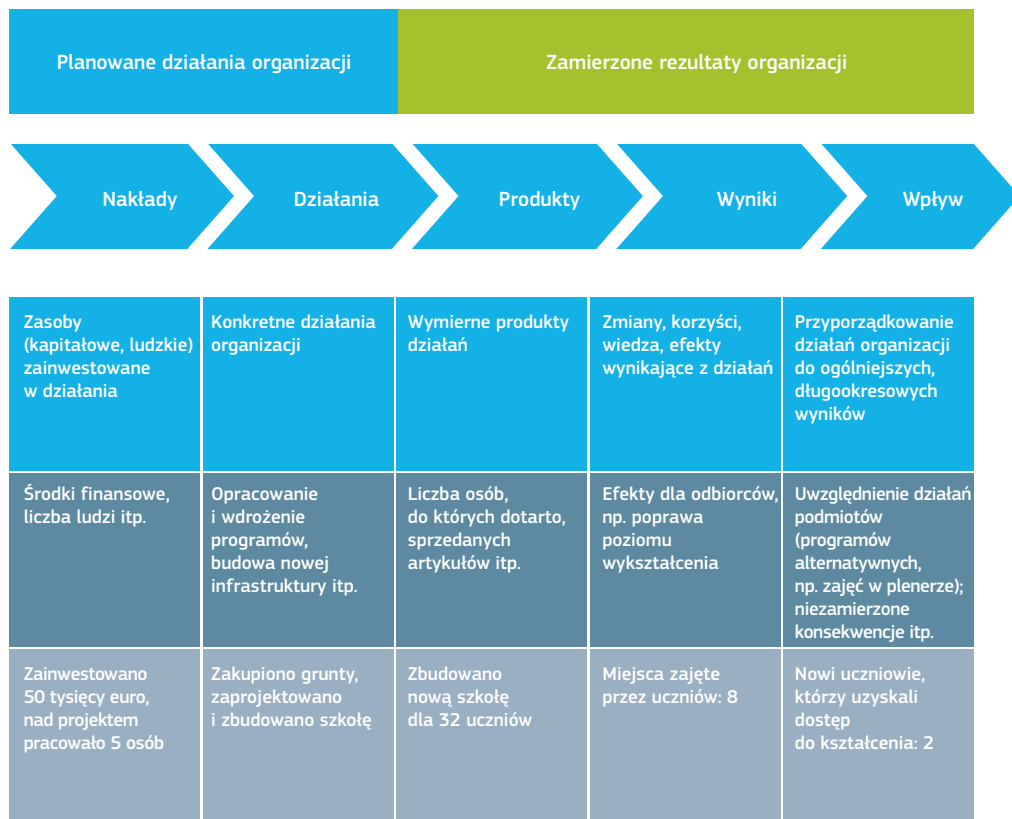 Planowane działania organizacji
Zamierzone rezultaty organizacji
Nakłady
Działania
Produkty
Wyniki
Wpływ
Zasoby
(kapitałowe, ludzkie)
zainwestowane
w działania
Konkretne działania
organizacji
Wymierne produkty
działań
Zmiany, korzyści,
wiedza, efekty
wynikające z działań
Przyporządkowanie
działań organizacji
do ogólniejszych,
długookresowych
wyników
Środki finansowe,
liczba ludzi itp.
Opracowanie
i wdrożenie
programów,
budowa nowej
infrastruktury itp.
Liczba osób,
do których dotarto,
sprzedanych
artykułów itp.
Efekty dla odbiorców,
np. poprawa
poziomu
wykształcenia
Uwzględnienie działań
podmiotów
(programów
alternatywnych,
np. zajęć w plenerze);
niezamierzone
konsekwencje itp.
Zainwestowano
50 tysięcy euro,
nad projektem
pracowało 5 osób
Zakupiono grunty,
zaprojektowano
i zbudowano szkołę
Zbudowano
nową szkołę
dla 32 uczniów
Miejsca zajęte
przez uczniów: 8
Nowi uczniowie,
którzy uzyskali
dostęp
do kształcenia: 2